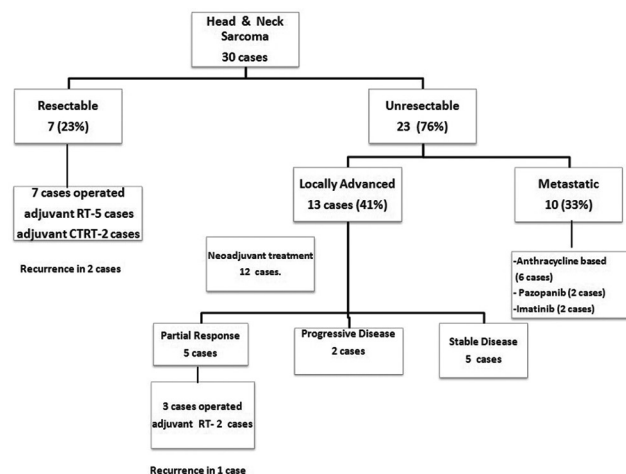 Head & Neck
Sarcoma
30 cases
Resectable
7 (23%)
Unresectable
23 (76%)
7 cases operated
adjuvant RT-5 cases
adjuvant CTRT-2 cases
Recurrence in 2 cases
Locally Advanced
13 cases (41%)
Metastatic
10 (33%)
Neoadjuvant treatment
12 cases.
-Anthracycline based
(6 cases)
- Pazopanib (2 cases)
-Imatinib (2 cases)
Partial Response
5 cases
Progressive Disease
2 cases
Stable Disease
5 cases
3 cases operated
adjuvant RT- 2 cases
Recurrence in 1 case